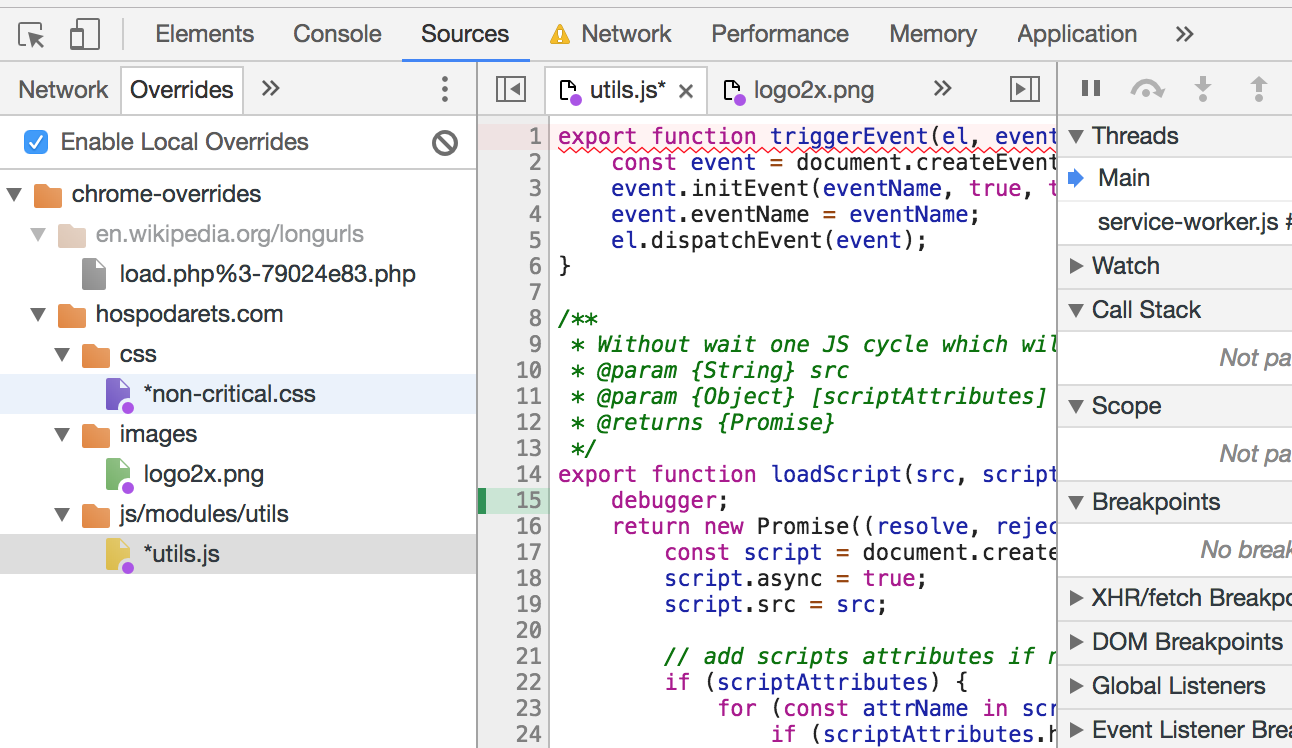 Elements Console Sources Network Performance Memory Application »
Network Overrides » utils.js* × logo2x.png »
Enable Local Overrides
chrome-overrides
en.wikipedia.org/longurls
load.php%3-79024e83.php
hospodarets.com
css
*non-critical.css
images
logo2x.png
js/modules/utils
*utils.js
1 export function triggerEvent(el, event
2 const event = document.createEvent
3 event.initEvent(eventName, true, t
4 event.eventName = eventName;
5 el.dispatchEvent(event);
6 }
7
8 /**
9 * Without wait one JS cycle which wil
10 * @param {String} src
11 * @param {Object} [scriptAttributes]
12 * @returns {Promise}
13 */
14 export function loadScript(src, script
15 debugger;
16 return new Promise((resolve, rejec
17 const script = document.create
18 script.async = true;
19 script.src = src;
20
21 // add scripts attributes if n
22 if (scriptAttributes) {
23 for (const attrName in scr
24 if (scriptAttributes.h
Threads
Main
service-worker.js #
Watch
Call Stack
Not pa
Scope
Not pa
Breakpoints
No break
XHR/fetch Breakpo
DOM Breakpoints
Global Listeners
Event Listener Brea